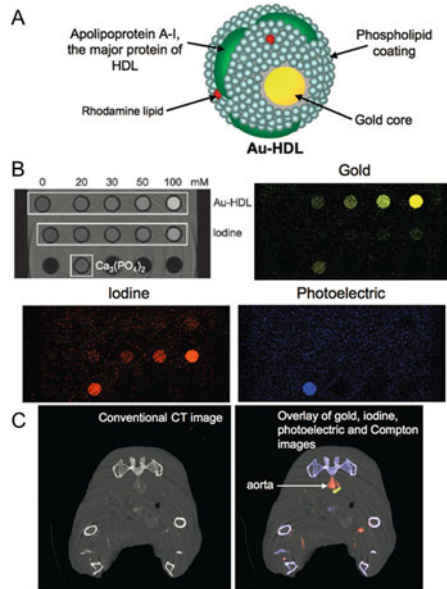 A
Apolipoprotein A-I,
the major protein of
HDL
Phospholipid
coating
Rhodamine lipid
Gold core
Au-HDL
B
0 20 30 50 100 mM
Au-HDL
Iodine
Ca3(PO4)2
Gold
Iodine
Photoelectric
C
Conventional CT image
Overlay of gold, iodine,
photoelectric and Compton
images
aorta